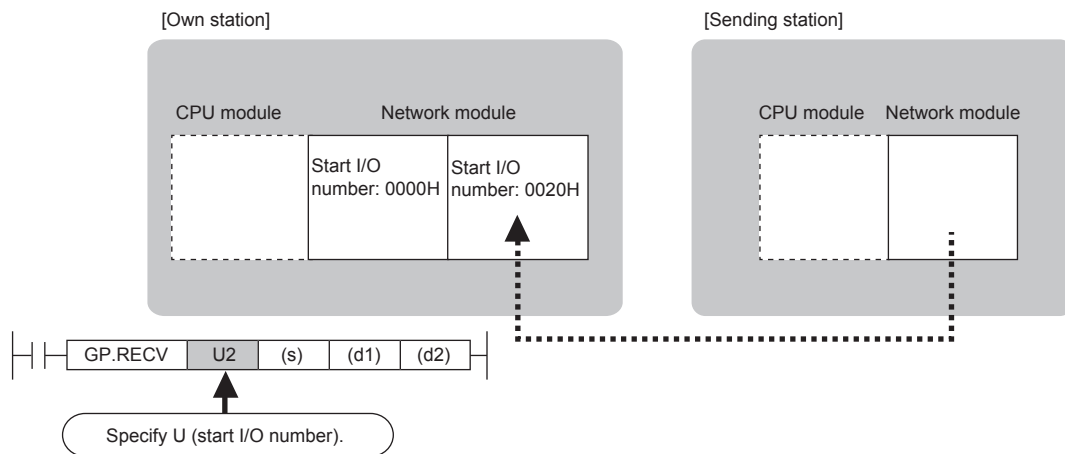 [Own station]
[Sending station]
CPU module
Network module
CPU module
Network module
Start I/O
number: 0000H
Start I/O
number: 0020H
GP.RECV
U2
(s)
(d1)
(d2)
Specify U (start I/O number).